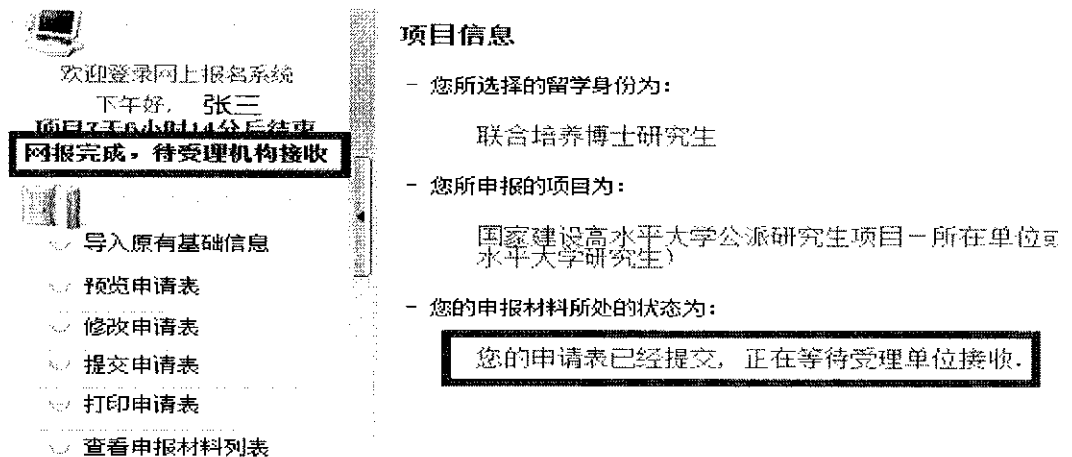 欢迎登录网上报名系统
下午好, 张三
项目7天6小时14分后结束
网报完成，待受理机构接收
导入原有基础信息
预览申请表
修改申请表
提交申请表
打印申请表
查看申报材料列表
项目信息
- 您所选择的留学身份为：
联合培养博士研究生
- 您所申报的项目为：
国家建设高水平大学公派研究生项目－所在单位或
水平大学研究生）
- 您的申报材料所处的状态为：
您的申请表已经提交, 正在等待受理单位接收.